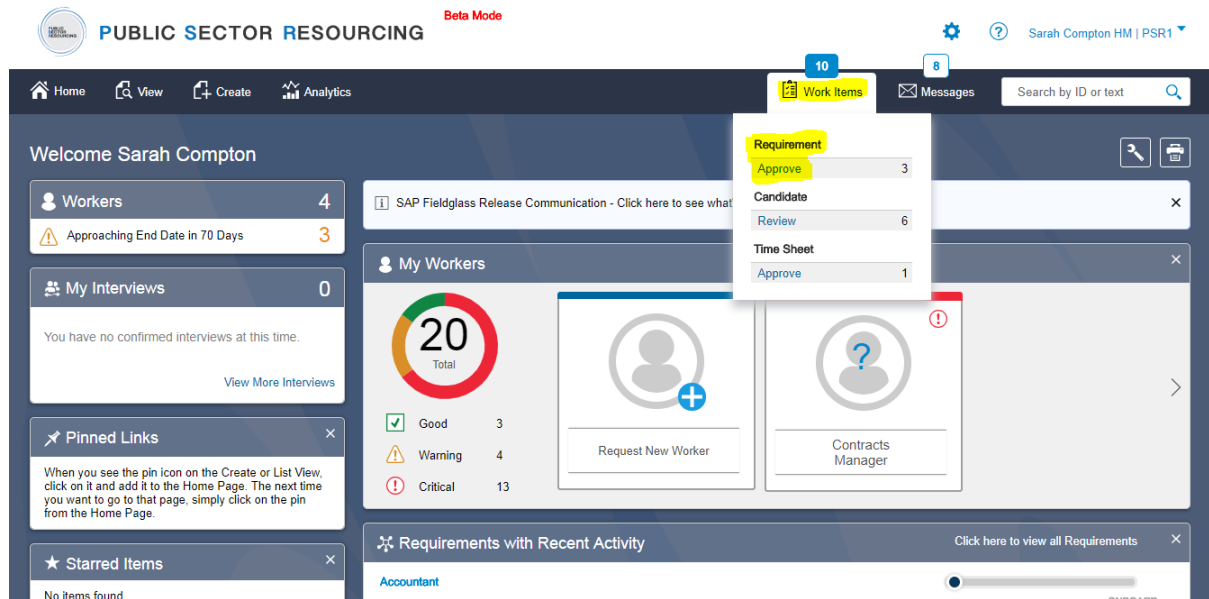 Beta Mode
PUBLIC SECTOR RESOURCING
PUBLIC SECTOR RESOURCING
Sarah Compton HM | PSR1
10
8
Home
View
Create
Analytics
Work Items
Messages
Search by ID or text
Requirement
Approve 3
Candidate
Review 6
Time Sheet
Approve 1
Welcome Sarah Compton
Workers 4
Approaching End Date in 70 Days 3
My Interviews 0
You have no confirmed interviews at this time.
View More Interviews
Pinned Links
When you see the pin icon on the Create or List View,
click on it and add it to the Home Page. The next time
you want to go to that page, simply click on the pin
from the Home Page.
Starred Items
No items found
SAP Fieldglass Release Communication - Click here to see what
My Workers
20
Total
Good 3
Warning 4
Critical 13
Request New Worker
Contracts
Manager
Requirements with Recent Activity
Click here to view all Requirements
Accountant